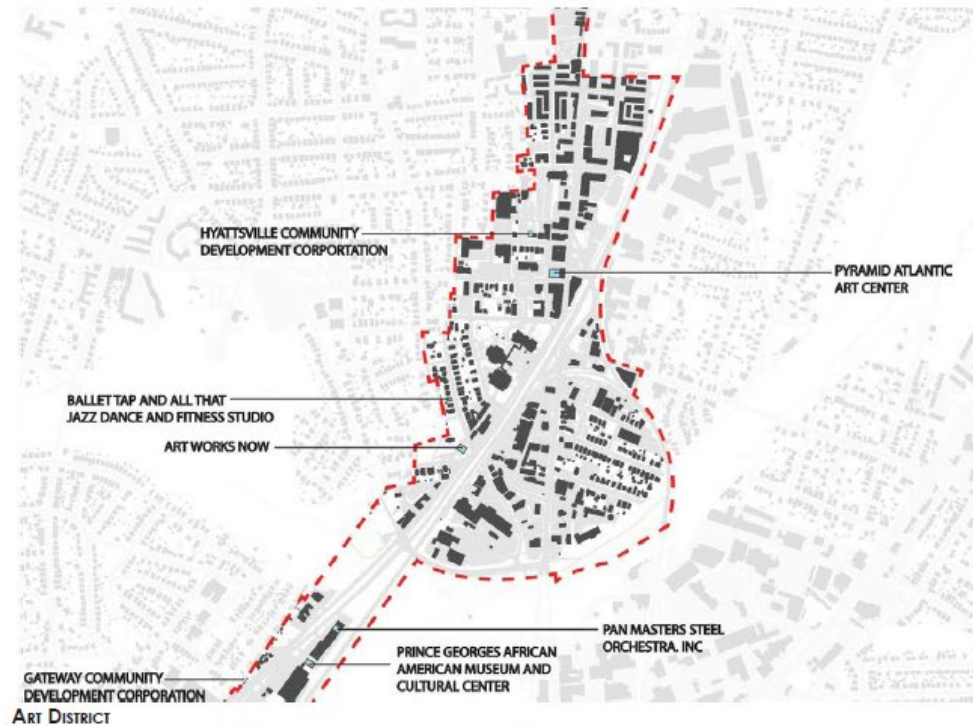 HYATTSVILLE COMMUNITY
DEVELOPMENT CORPORTATION
PYRAMID ATLANTIC
ART CENTER
BALLET TAP AND ALL THAT
JAZZ DANCE AND FITNESS STUDIO
ART WORKS NOW
PAN MASTERS STEEL
ORCHESTRA. INC
PRINCE GEORGES AFRICAN
AMERICAN MUSEUM AND
CULTURAL CENTER
GATEWAY COMMUNITY
DEVELOPMENT CORPORATION
ART DISTRICT